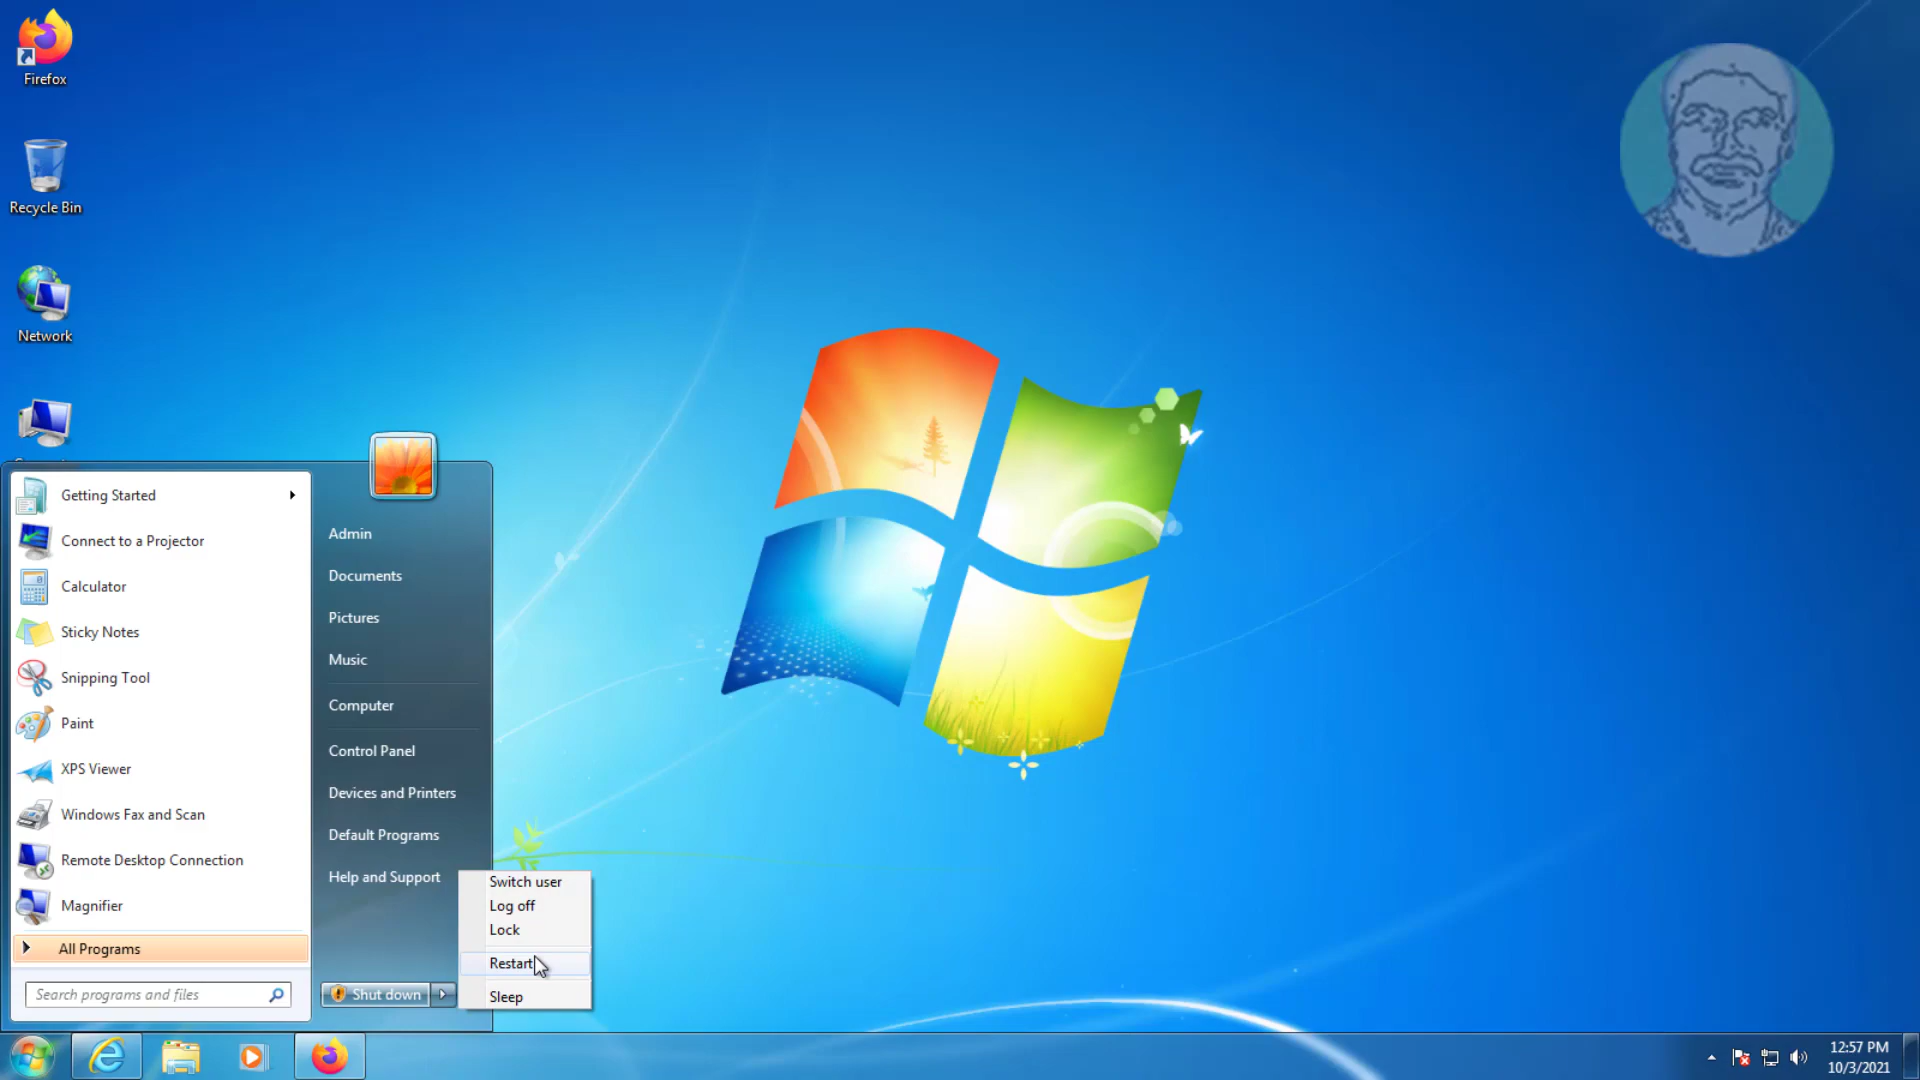 Firefox
Recycle Bin
Network
Getting Started
Connect to a Projector
Calculator
Sticky Notes
Snipping Tool
Paint
XPS Viewer
Windows Fax and Scan
Remote Desktop Connection
Magnifier
All Programs
Search programs and files
Admin
Documents
Pictures
Music
Computer
Control Panel
Devices and Printers
Default Programs
Help and Support
Shut down
Switch user
Log off
Lock
Restart
Sleep
12:57 PM
10/3/2021